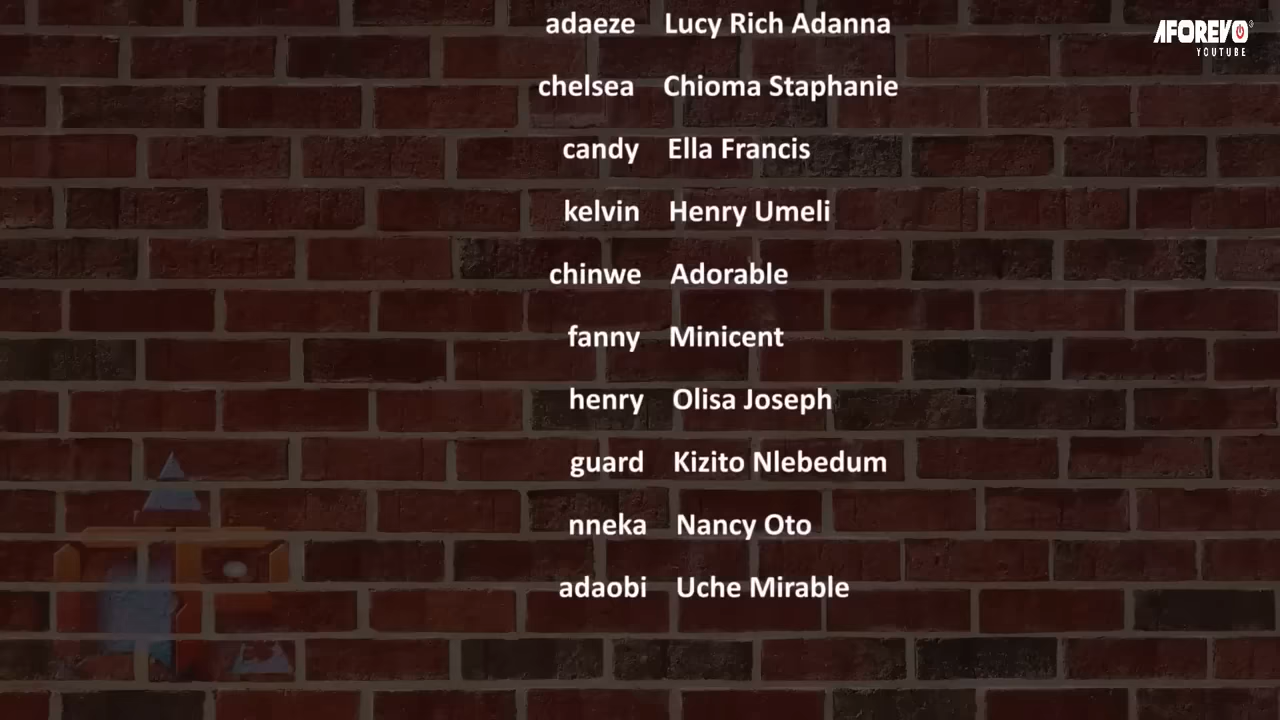 adaeze Lucy Rich Adanna
AFOREVO
YOUTUBE
chelsea Chioma Staphanie
candy Ella Francis
kelvin Henry Umeli
chinwe Adorable
fanny Minicent
henry Olisa Joseph
guard Kizito Nlebedum
nneka Nancy Oto
adaobi Uche Mirable